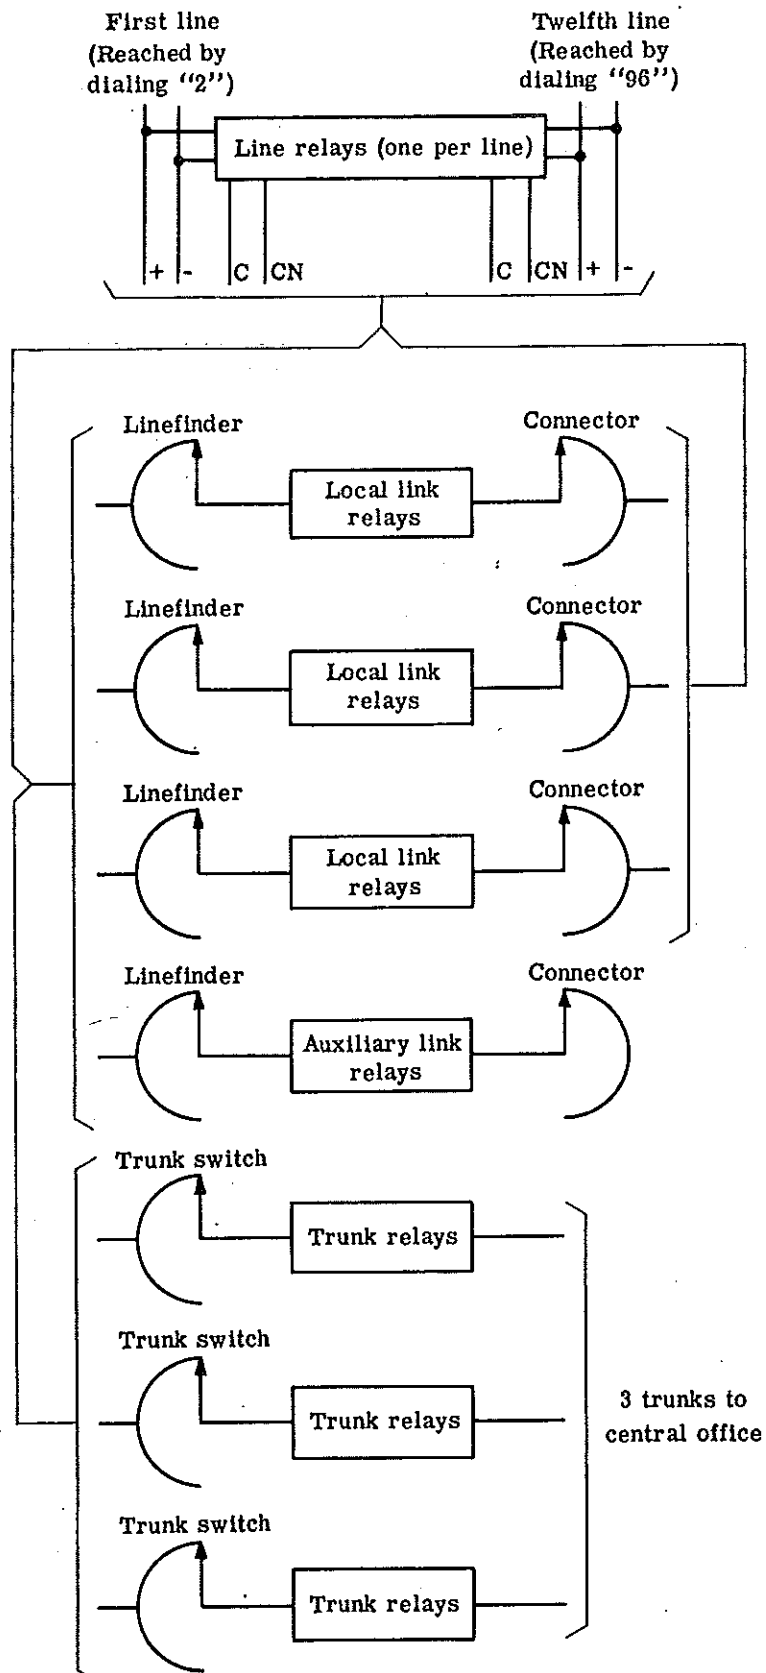 First line
(Reached by
dialing "2")
Twelfth line
(Reached by
dialing "96")
Line relays (one per line)
+ - C CN C CN + -
Linefinder
Connector
Local link
relays
Linefinder
Connector
Local link
relays
Linefinder
Connector
Local link
relays
Linefinder
Connector
Auxiliary link
relays
Trunk switch
Trunk relays
Trunk switch
Trunk relays
3 trunks to
central office
Trunk switch
Trunk relays